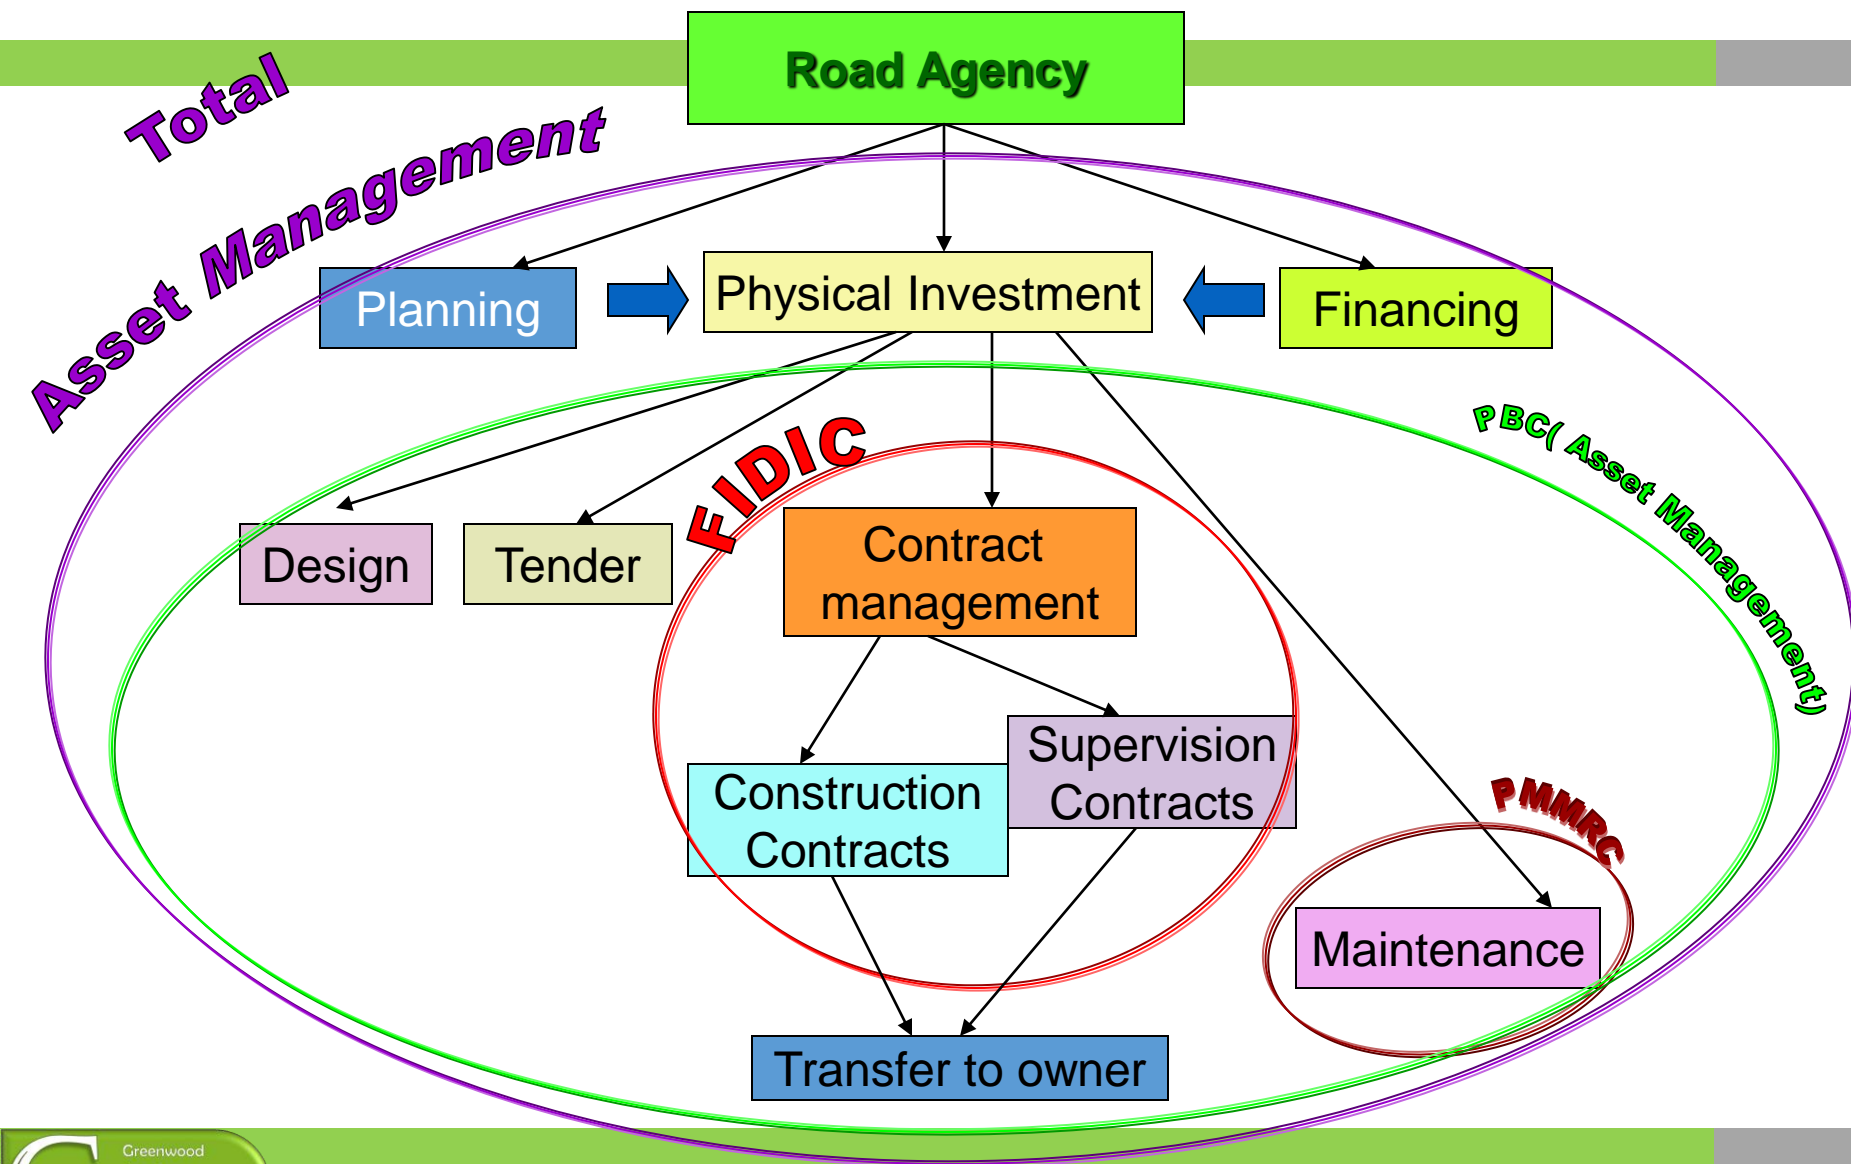 Road Agency
Total
Asset Management
Planning
Physical Investment
Financing
PBC( Asset Management)
FIDIC
Design
Tender
Contract
management
Supervision
Contracts
Construction
Contracts
PMMRC
Maintenance
Transfer to owner
Greenwood